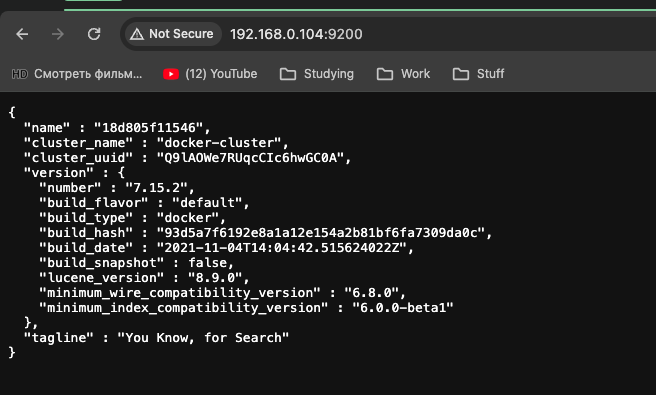 Not Secure 192.168.0.104:9200
HD Смотреть фильм... (12) YouTube Studying Work Stuff
{
  "name" : "18d805f11546",
  "cluster_name" : "docker-cluster",
  "cluster_uuid" : "Q9lAOWe7RUqcCIc6hwGC0A",
  "version" : {
    "number" : "7.15.2",
    "build_flavor" : "default",
    "build_type" : "docker",
    "build_hash" : "93d5a7f6192e8a1a12e154a2b81bf6fa7309da0c",
    "build_date" : "2021-11-04T14:04:42.515624022Z",
    "build_snapshot" : false,
    "lucene_version" : "8.9.0",
    "minimum_wire_compatibility_version" : "6.8.0",
    "minimum_index_compatibility_version" : "6.0.0-beta1"
  },
  "tagline" : "You Know, for Search"
}